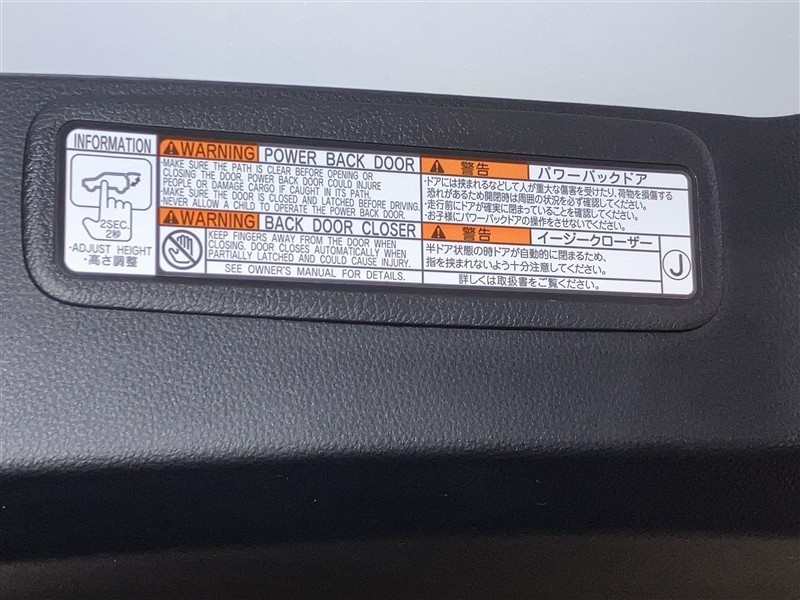 INFORMATION
2SEC.
2秒
·ADJUST HEIGHT
·高さ調整
WARNING POWER BACK DOOR
·MAKE SURE THE PATH IS CLEAR BEFORE OPENING OR
CLOSING THE DOOR. POWER BACK DOOR COULD INJURE
PEOPLE OR DAMAGE CARGO IF CAUGHT IN ITS PATH.
·MAKE SURE THE DOOR IS CLOSED AND LATCHED BEFORE DRIVING.
·NEVER ALLOW A CHILD TO OPERATE THE POWER BACK DOOR.
WARNING BACK DOOR CLOSER
KEEP FINGERS AWAY FROM THE DOOR WHEN
CLOSING. DOOR CLOSES AUTOMATICALLY WHEN
PARTIALLY LATCHED AND COULD CAUSE INJURY.
SEE OWNER'S MANUAL FOR DETAILS.
警告 パワーバックドア
·ドアには挟まれるなどして人が重大な傷害を受けたり、荷物を損傷する
恐れがあるため開閉時は周囲の状況を必ず確認してください。
·走行前にドアが確実に閉まっていることを確認してください。
·お子様にパワーバックドアの操作をさせないでください。
警告 イージークローザー
半ドア状態の時ドアが自動的に閉まるため、
指を挟まれないよう十分注意してください。
詳しくは取扱書をご覧ください。
J